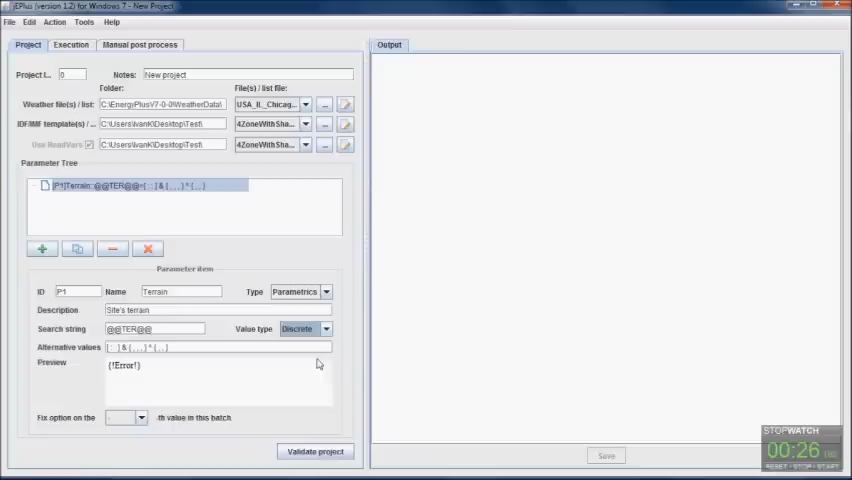 jEPlus (version 1.2) for Windows 7 - New Project
File Edit Action Tools Help
Project Execution Manual post process
Output
Project I... 0 Notes: New project
Folder: File(s) / list file:
Weather file(s) / list: C:\EnergyPlusV7-0-0\WeatherData\ USA_IL_Chicag... ...
IDF/IMF template(s) / ... C:\Users\IvanK\Desktop\Test\ 4ZoneWithSha... ...
Use ReadVars C:\Users\IvanK\Desktop\Test\ 4ZoneWithSha... ...
Parameter Tree
[P1]Terrain::@@TER@@=[ : : ] & { , , , } ^ { , , }
Parameter item
ID P1 Name Terrain Type Parametrics
Description Site's terrain
Search string @@TER@@ Value type Discrete
Alternative values [ : : ] & { , , , } ^ { , , }
Preview {!Error!}
Fix option on the - -th value in this batch
Validate project
Save
STOPWATCH
00:26
RESET - STOP - START